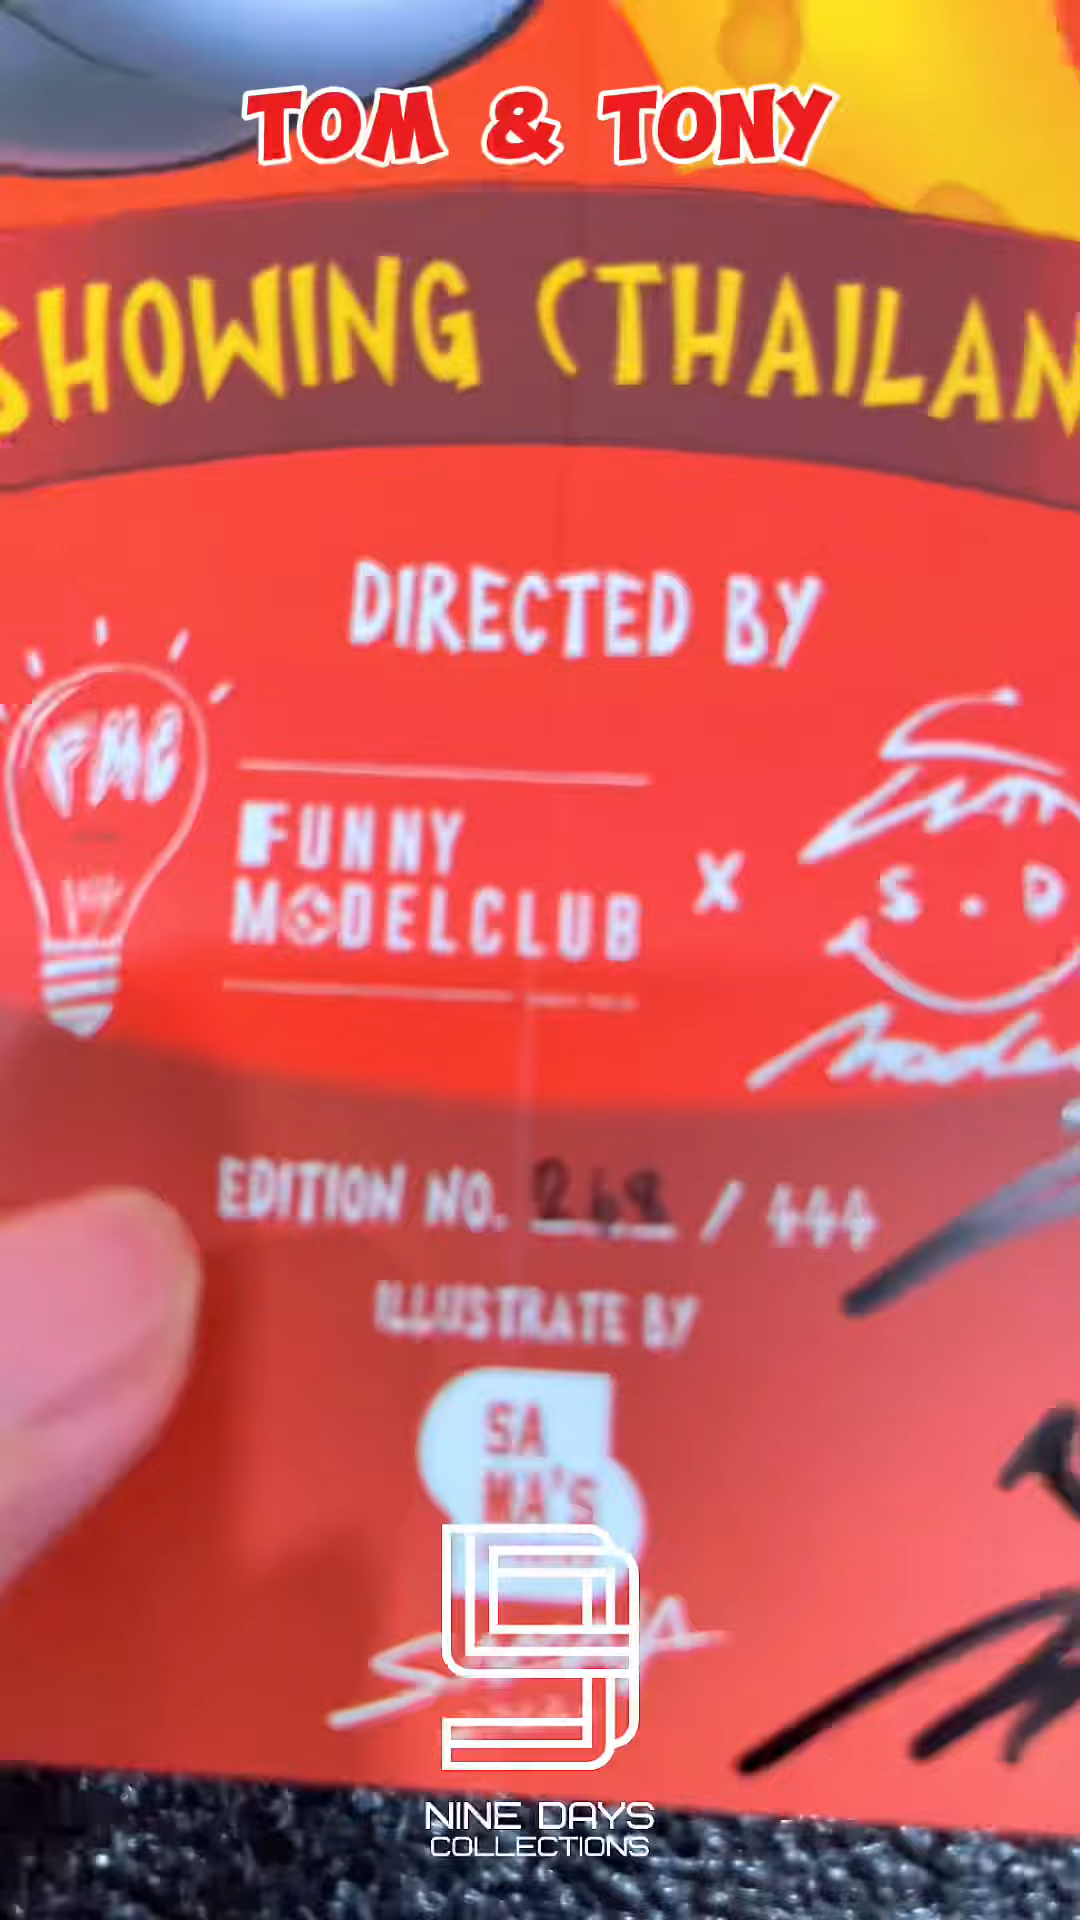 TOM & TONY
SHOWING (THAILAN
DIRECTED BY
FMC
FUNNY
MODELCLUB
X
S.D
EDITION NO. 268 / 444
ILLUSTRATE BY
SA
MA'S
NINE DAYS
COLLECTIONS